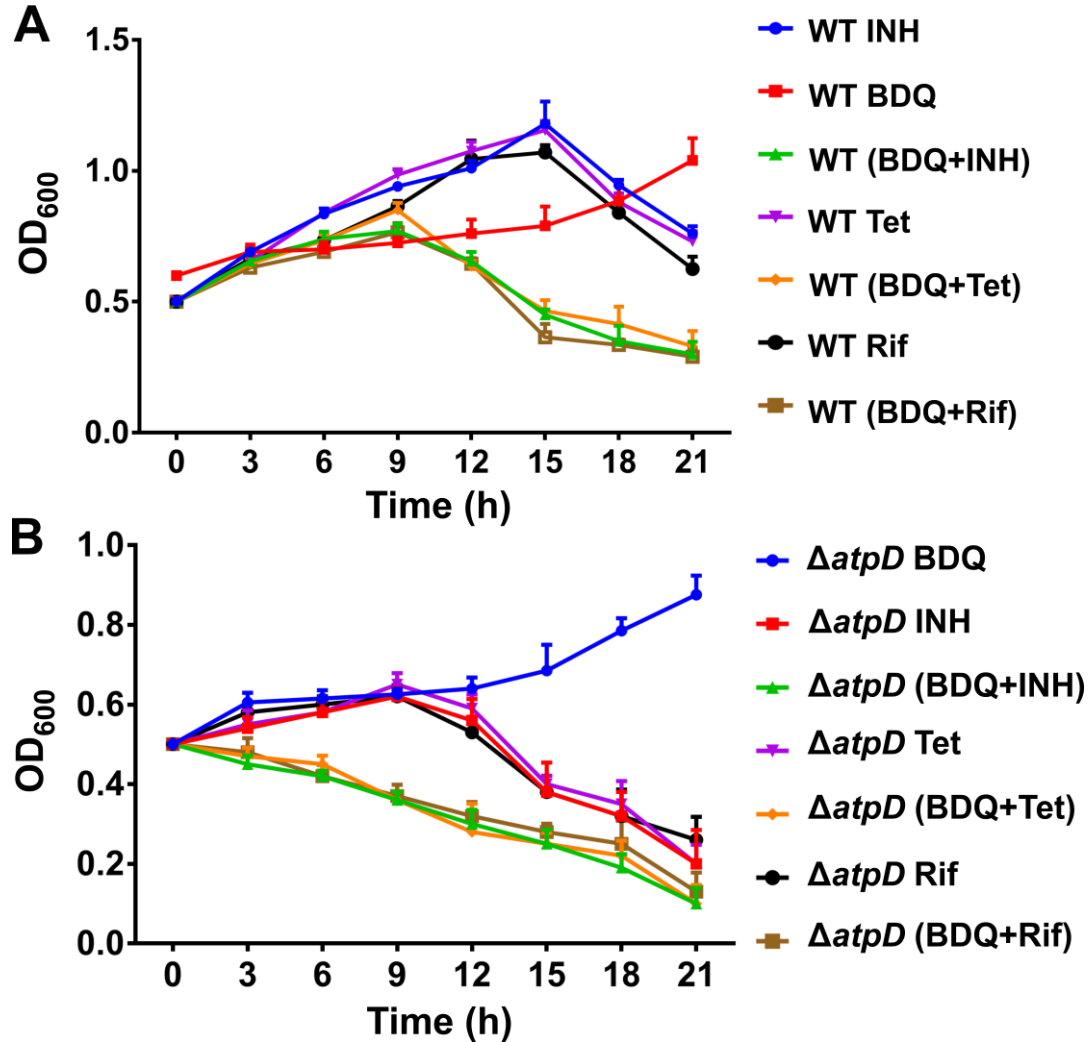 A
1.5
1.0
0.5
0.0
OD600
0 3 6 9 12 15 18 21
Time (h)
WT INH
WT BDQ
WT (BDQ+INH)
WT Tet
WT (BDQ+Tet)
WT Rif
WT (BDQ+Rif)
B
1.0
0.8
0.6
0.4
0.2
0.0
OD600
0 3 6 9 12 15 18 21
Time (h)
ΔatpD BDQ
ΔatpD INH
ΔatpD (BDQ+INH)
ΔatpD Tet
ΔatpD (BDQ+Tet)
ΔatpD Rif
ΔatpD (BDQ+Rif)